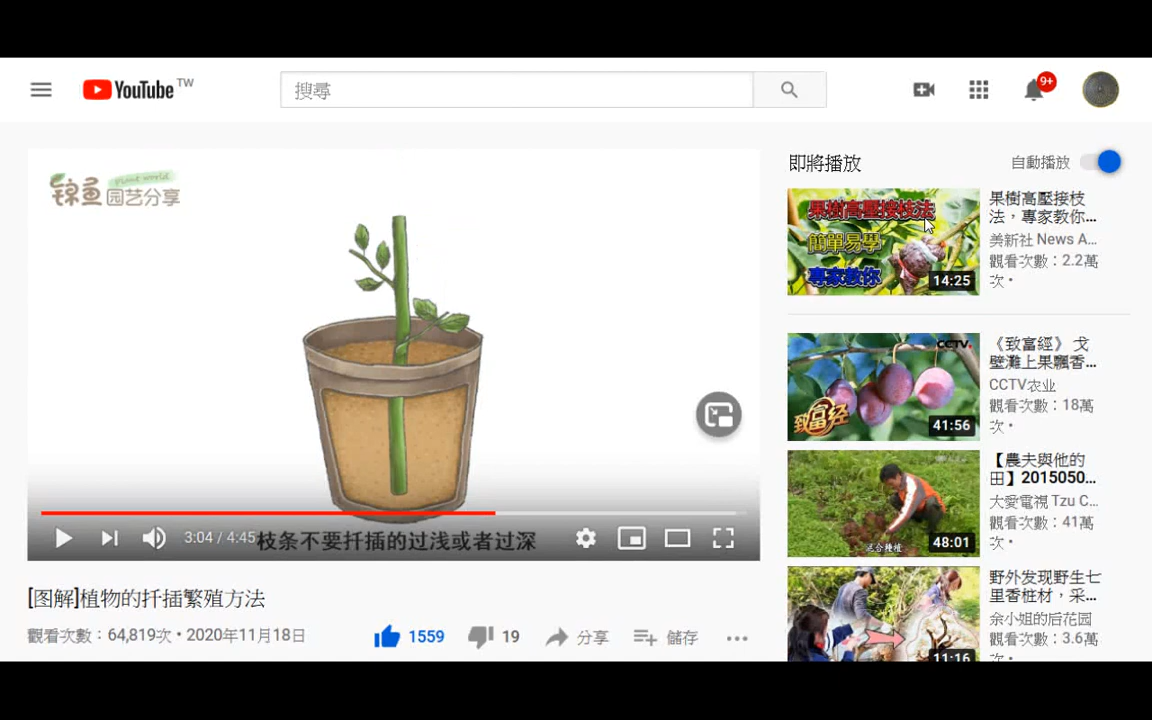 YouTube TW
搜尋
9+
锦鱼 园艺分享
plant world
枝条不要扦插的过浅或者过深
3:04 / 4:45
[图解]植物的扦插繁殖方法
觀看次數：64,819次 • 2020年11月18日
1559
19
分享
儲存
即將播放
自動播放
果樹高壓接枝法
簡單易學
專家教你
14:25
果樹高壓接枝
法，專家教你...
美新社 News A...
觀看次數：2.2萬
次 •
CCTV
致富经
41:56
《致富經》 戈
壁灘上果飄香...
CCTV农业
觀看次數：18萬
次 •
混合種植
48:01
【農夫與他的
田】2015050...
大愛電視 Tzu C...
觀看次數：41萬
次 •
11:16
野外发现野生七
里香桩材，采...
余小姐的后花园
觀看次數：3.6萬
次 •